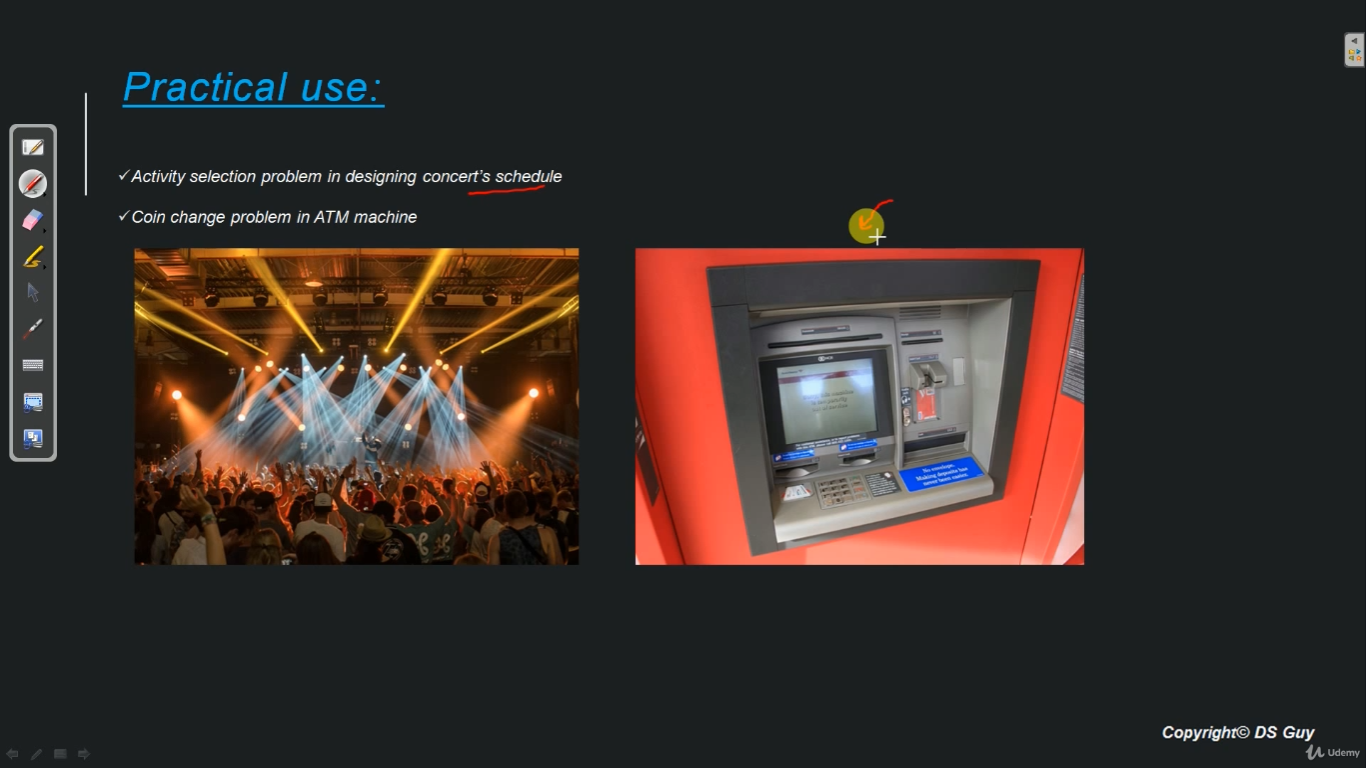 Practical use:
✓Activity selection problem in designing concert's schedule
✓Coin change problem in ATM machine
No envelope.
Making deposits has
never been easier.
Copyright© DS Guy
Udemy